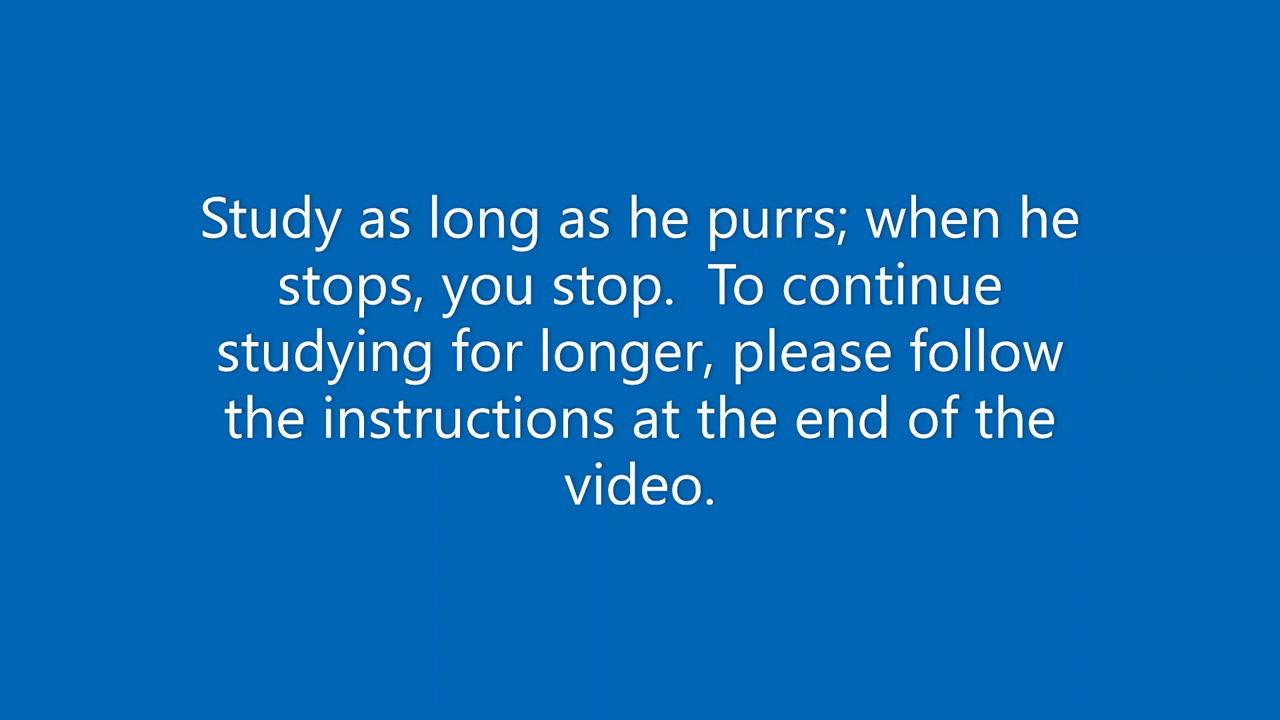 Study as long as he purrs; when he
stops, you stop.  To continue
studying for longer, please follow
the instructions at the end of the
video.